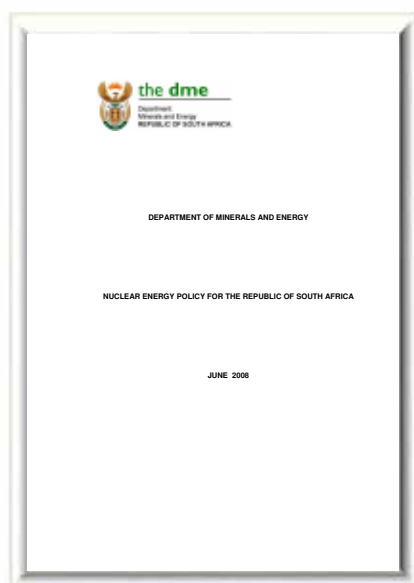 the dme
Department:
Minerals and Energy
REPUBLIC OF SOUTH AFRICA
DEPARTMENT OF MINERALS AND ENERGY
NUCLEAR ENERGY POLICY FOR THE REPUBLIC OF SOUTH AFRICA
JUNE 2008